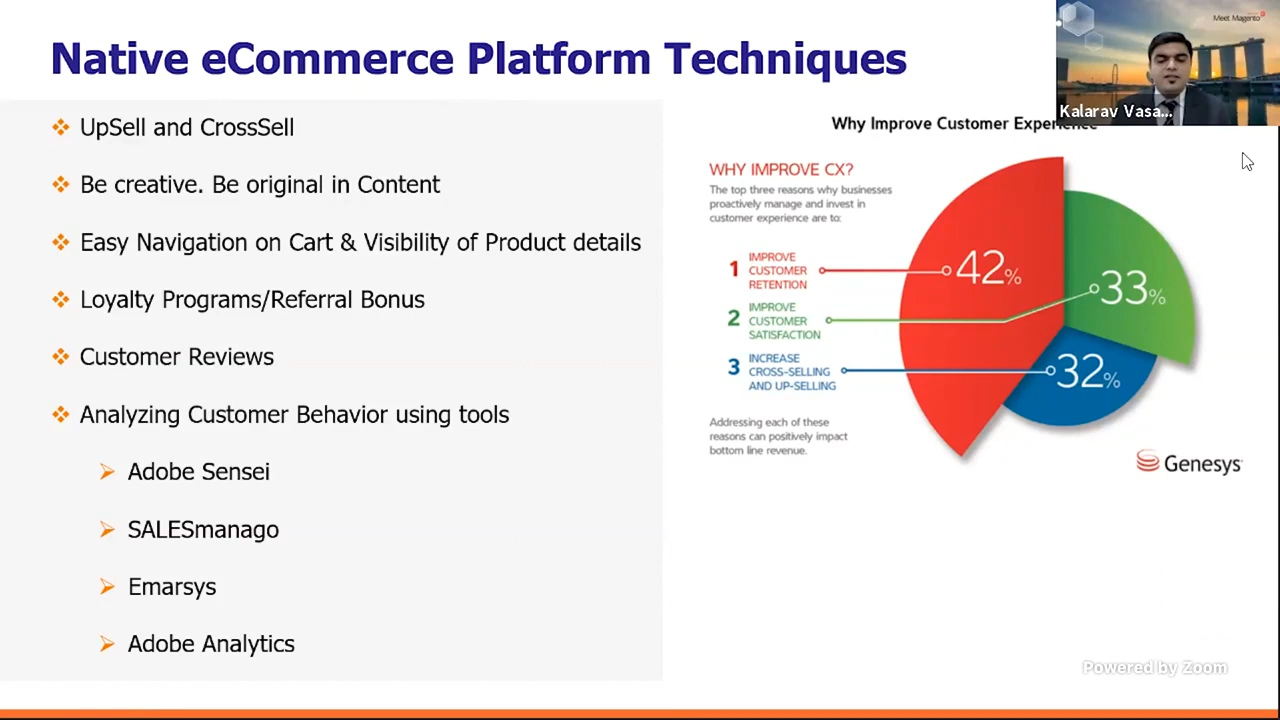 Native eCommerce Platform Techniques
Meet Magento
Kalarav Vasa...
UpSell and CrossSell
Be creative. Be original in Content
Easy Navigation on Cart & Visibility of Product details
Loyalty Programs/Referral Bonus
Customer Reviews
Analyzing Customer Behavior using tools
Adobe Sensei
SALESmanago
Emarsys
Adobe Analytics
Why Improve Customer Experience
WHY IMPROVE CX?
The top three reasons why businesses
proactively manage and invest in
customer experience are to:
1 IMPROVE
CUSTOMER
RETENTION
42%
2 IMPROVE
CUSTOMER
SATISFACTION
33%
3 INCREASE
CROSS-SELLING
AND UP-SELLING
32%
Addressing each of these
reasons can positively impact
bottom line revenue.
Genesys
Powered by Zoom